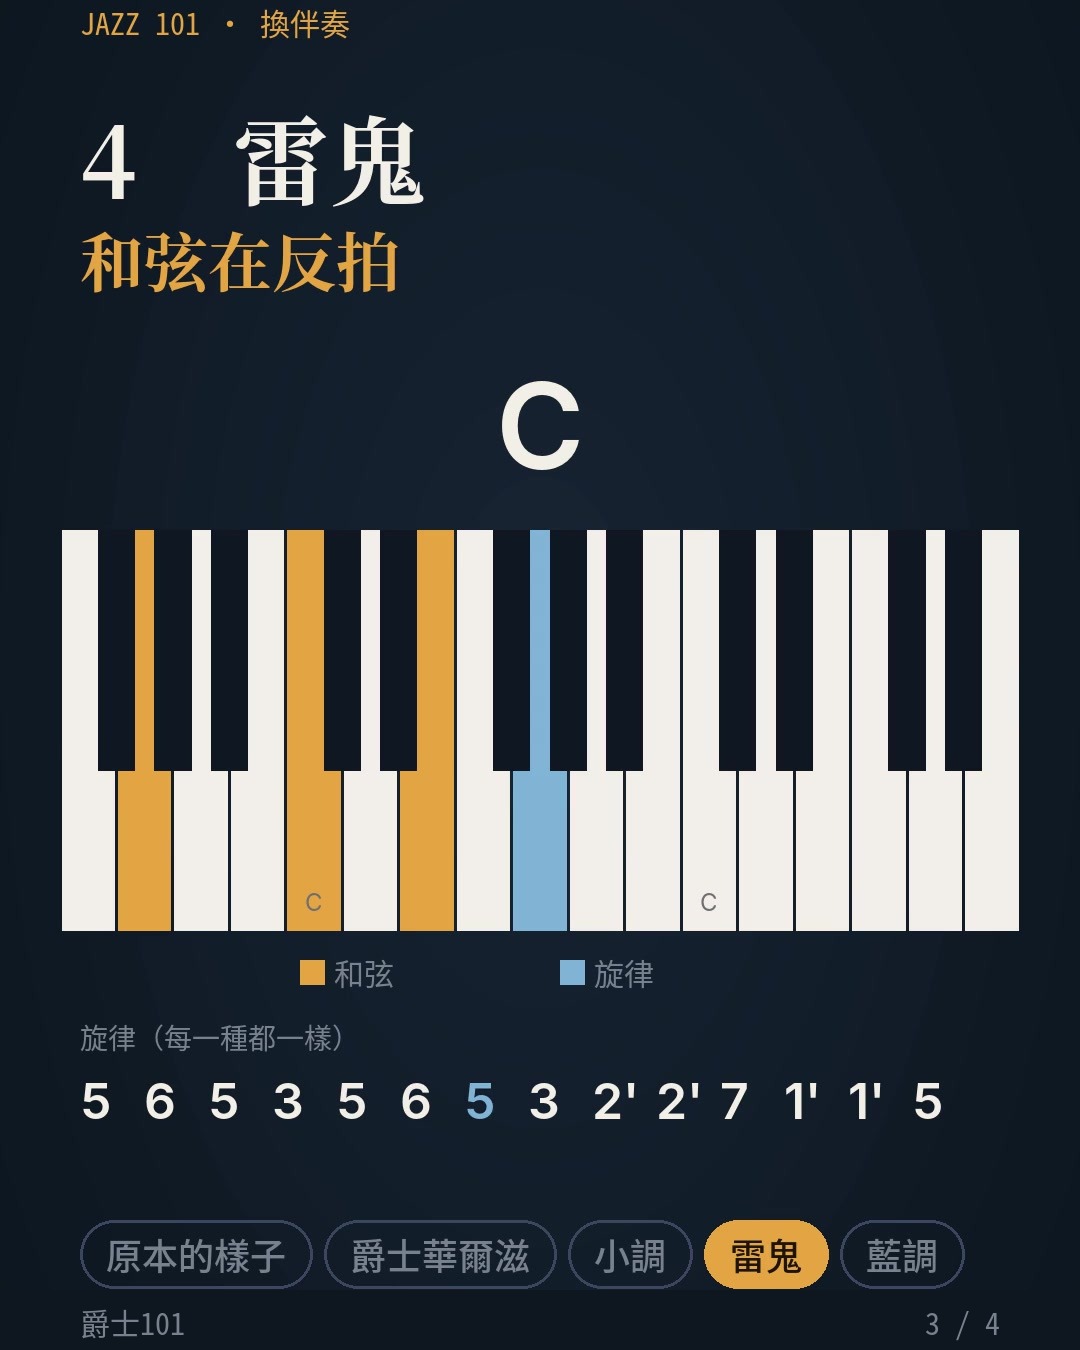 JAZZ 101 · 換伴奏
4 雷鬼
和弦在反拍
C
C C
和弦 旋律
旋律（每一種都一樣）
5 6 5 3 5 6 5 3 2' 2' 7 1' 1' 5
原本的樣子 爵士華爾滋 小調 雷鬼 藍調
爵士101 3 / 4